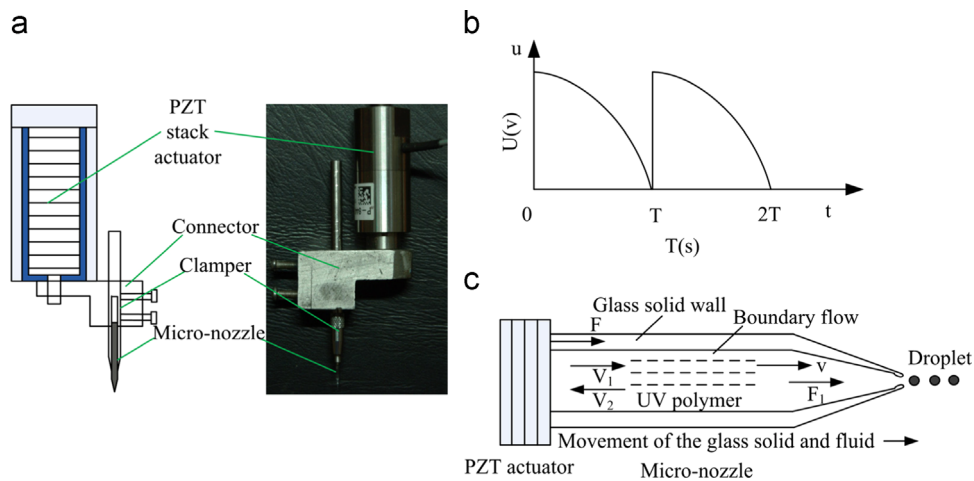 a
PZT
stack
actuator
Connector
Clamper
Micro-nozzle
b
u
U(v)
0
T
2T
t
T(s)
c
Glass solid wall
Boundary flow
F
Droplet
V₁
v
V₂
UV polymer
F₁
Movement of the glass solid and fluid
PZT actuator
Micro-nozzle